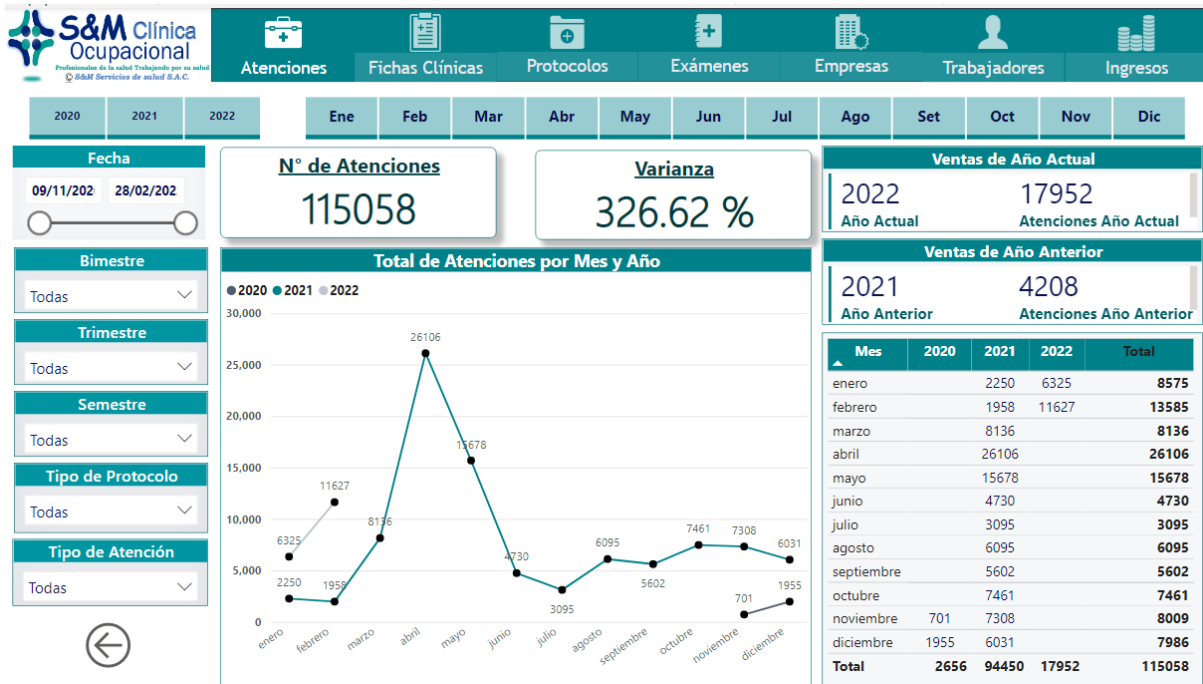 S&M Clínica
Ocupacional
Profesionales de la salud Trabajando por su salud
© S&M Servicios de salud S.A.C.
Atenciones
Fichas Clínicas
Protocolos
Exámenes
Empresas
Trabajadores
Ingresos
2020 2021 2022
Ene Feb Mar Abr May Jun Jul Ago Set Oct Nov Dic
Fecha
09/11/202 28/02/202
Bimestre
Todas
Trimestre
Todas
Semestre
Todas
Tipo de Protocolo
Todas
Tipo de Atención
Todas
N° de Atenciones
115058
Varianza
326.62 %
Ventas de Año Actual
2022 17952
Año Actual Atenciones Año Actual
Ventas de Año Anterior
2021 4208
Año Anterior Atenciones Año Anterior
Total de Atenciones por Mes y Año
2020 2021 2022
30,000
25,000
20,000
15,000
10,000
5,000
0
6325
11627
2250
1958
8136
26106
15678
4730
3095
6095
5602
7461
7308
6031
701
1955
enero febrero marzo abril mayo junio julio agosto septiembre octubre noviembre diciembre
Mes 2020 2021 2022 Total
enero 2250 6325 8575
febrero 1958 11627 13585
marzo 8136 8136
abril 26106 26106
mayo 15678 15678
junio 4730 4730
julio 3095 3095
agosto 6095 6095
septiembre 5602 5602
octubre 7461 7461
noviembre 701 7308 8009
diciembre 1955 6031 7986
Total 2656 94450 17952 115058